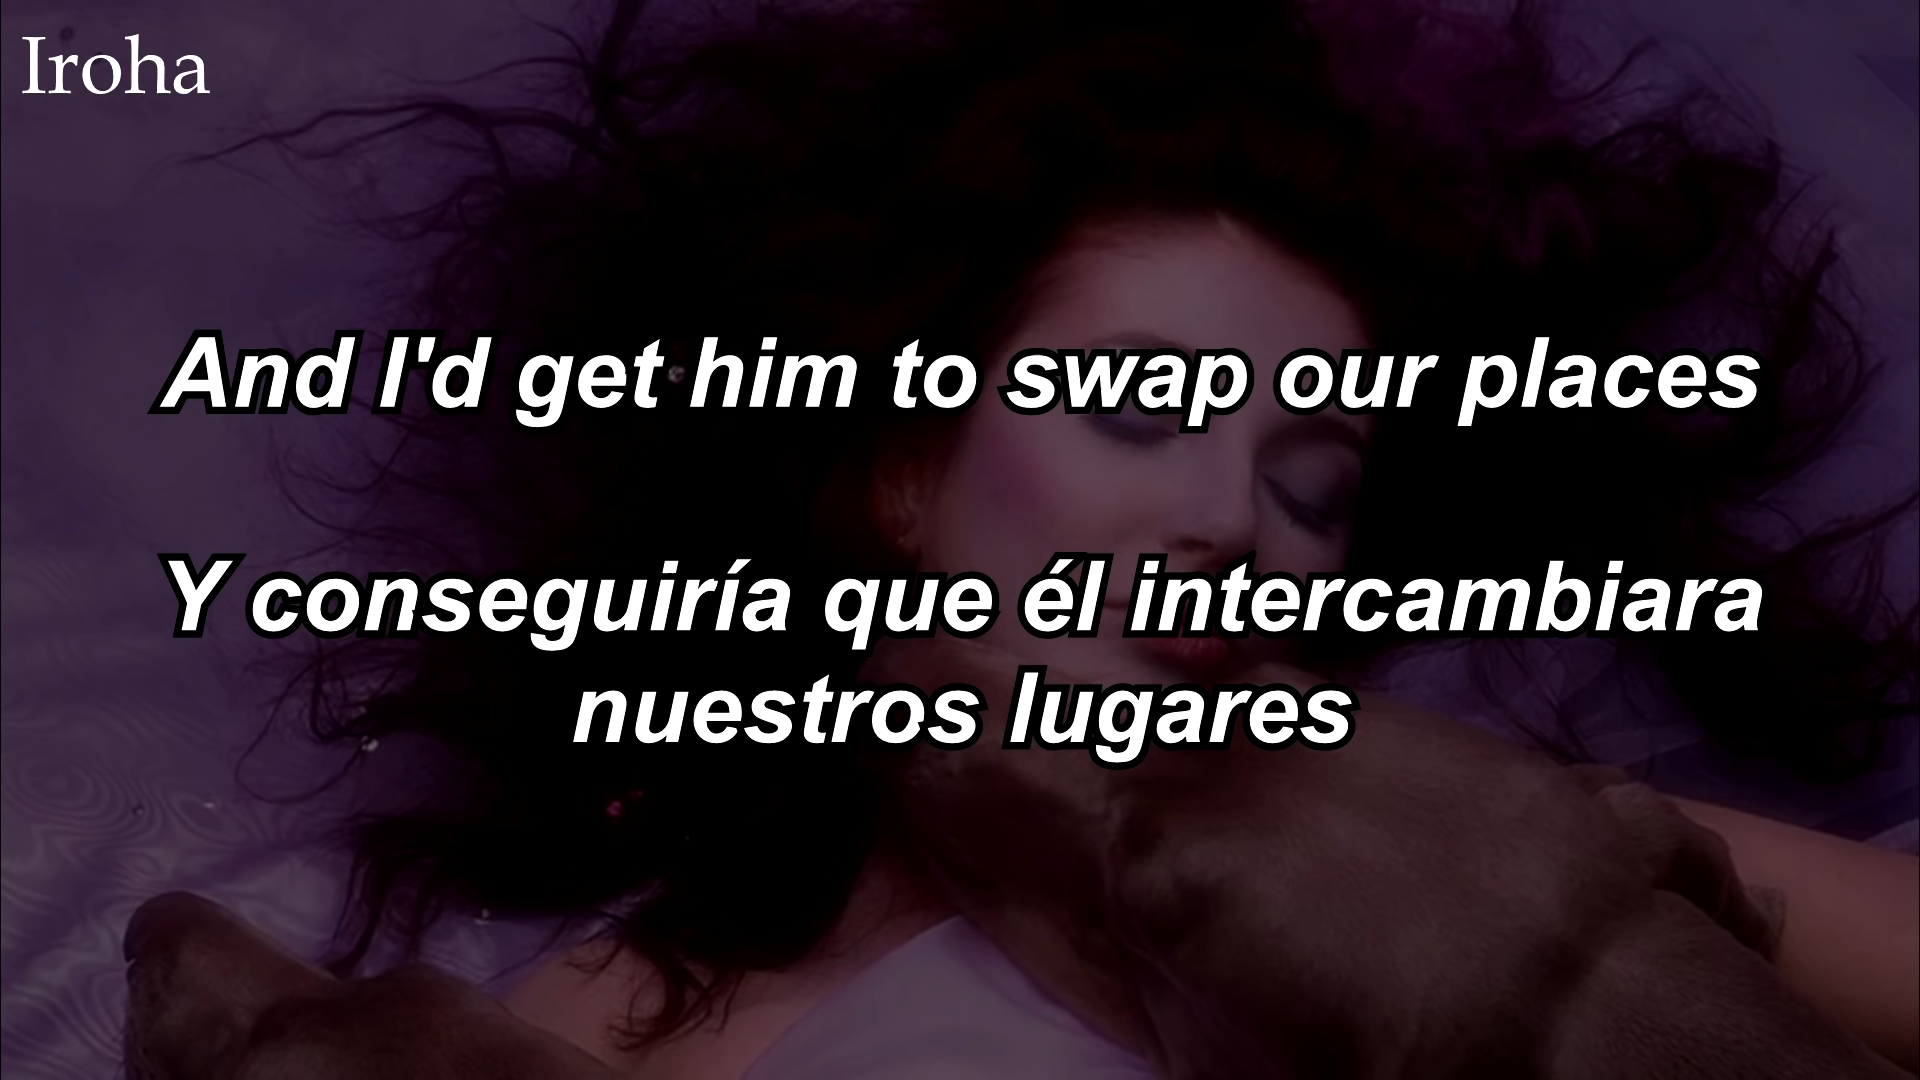 Iroha
And I'd get him to swap our places
Y conseguiría que él intercambiara
nuestros lugares